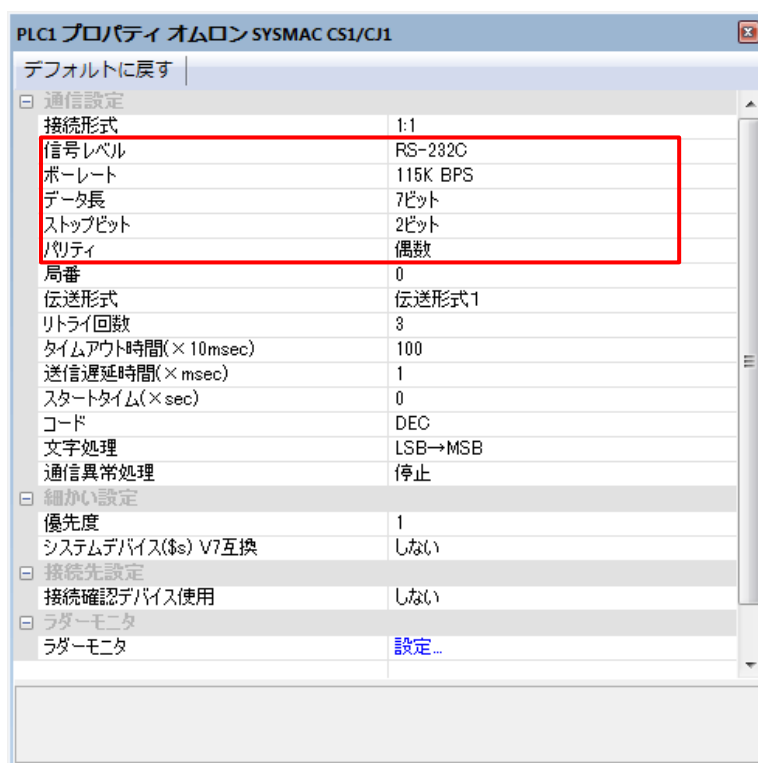 PLC1 プロパティ オムロン SYSMAC CS1/CJ1
デフォルトに戻す
通信設定
接続形式 1:1
信号レベル RS-232C
ボーレート 115K BPS
データ長 7ビット
ストップビット 2ビット
パリティ 偶数
局番 0
伝送形式 伝送形式1
リトライ回数 3
タイムアウト時間(×10msec) 100
送信遅延時間(×msec) 1
スタートタイム(×sec) 0
コード DEC
文字処理 LSB→MSB
通信異常処理 停止
細かい設定
優先度 1
システムデバイス($s) V7互換 しない
接続先設定
接続確認デバイス使用 しない
ラダーモニタ
ラダーモニタ 設定...